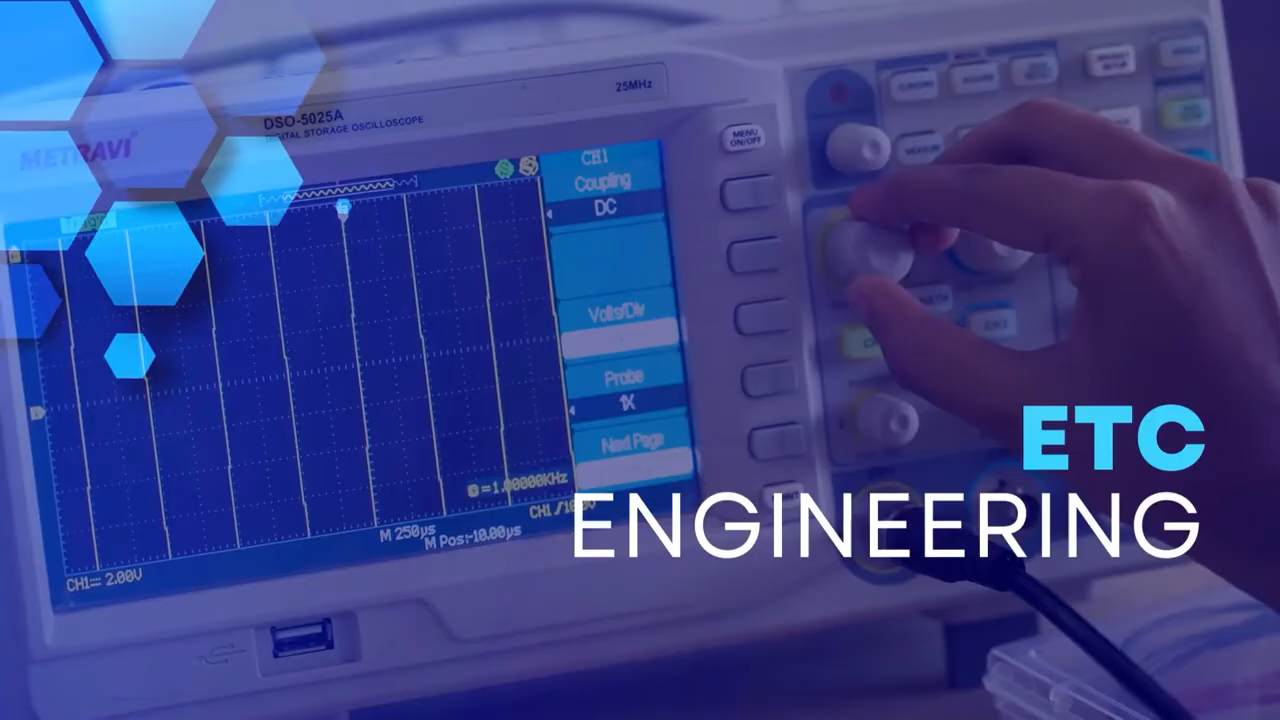 25MHz
DSO-5025A
DIGITAL STORAGE OSCILLOSCOPE
METRAVI
MENU
ON/OFF
CH1
Coupling
DC
Volts/Div
Probe
1X
Next Page
MEASURE
=1.00000KHz
M 250µs
M Pos:-10.00µs
CH1 2.00V
ETC
ENGINEERING